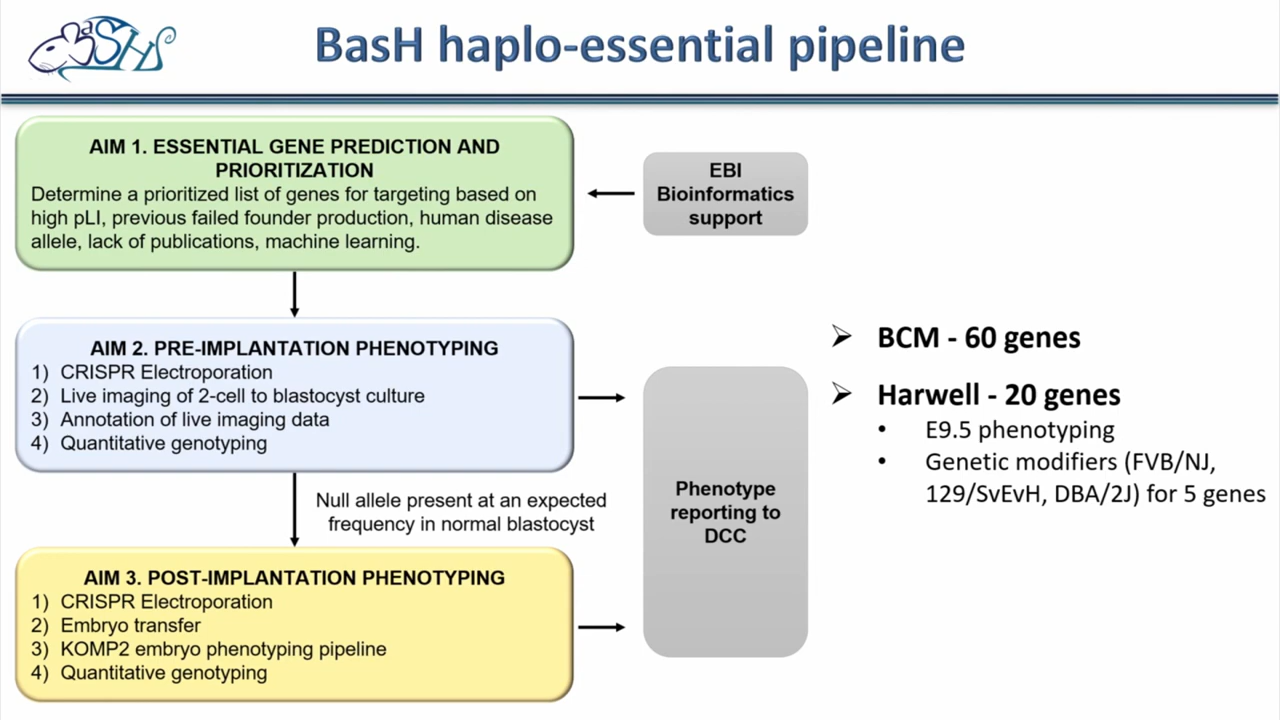 BaSH
BasH haplo-essential pipeline
AIM 1. ESSENTIAL GENE PREDICTION AND
PRIORITIZATION
Determine a prioritized list of genes for targeting based on
high pLI, previous failed founder production, human disease
allele, lack of publications, machine learning.
EBI
Bioinformatics
support
AIM 2. PRE-IMPLANTATION PHENOTYPING
1) CRISPR Electroporation
2) Live imaging of 2-cell to blastocyst culture
3) Annotation of live imaging data
4) Quantitative genotyping
Null allele present at an expected
frequency in normal blastocyst
AIM 3. POST-IMPLANTATION PHENOTYPING
1) CRISPR Electroporation
2) Embryo transfer
3) KOMP2 embryo phenotyping pipeline
4) Quantitative genotyping
Phenotype
reporting to
DCC
➢ BCM - 60 genes
➢ Harwell - 20 genes
• E9.5 phenotyping
• Genetic modifiers (FVB/NJ,
129/SvEvH, DBA/2J) for 5 genes